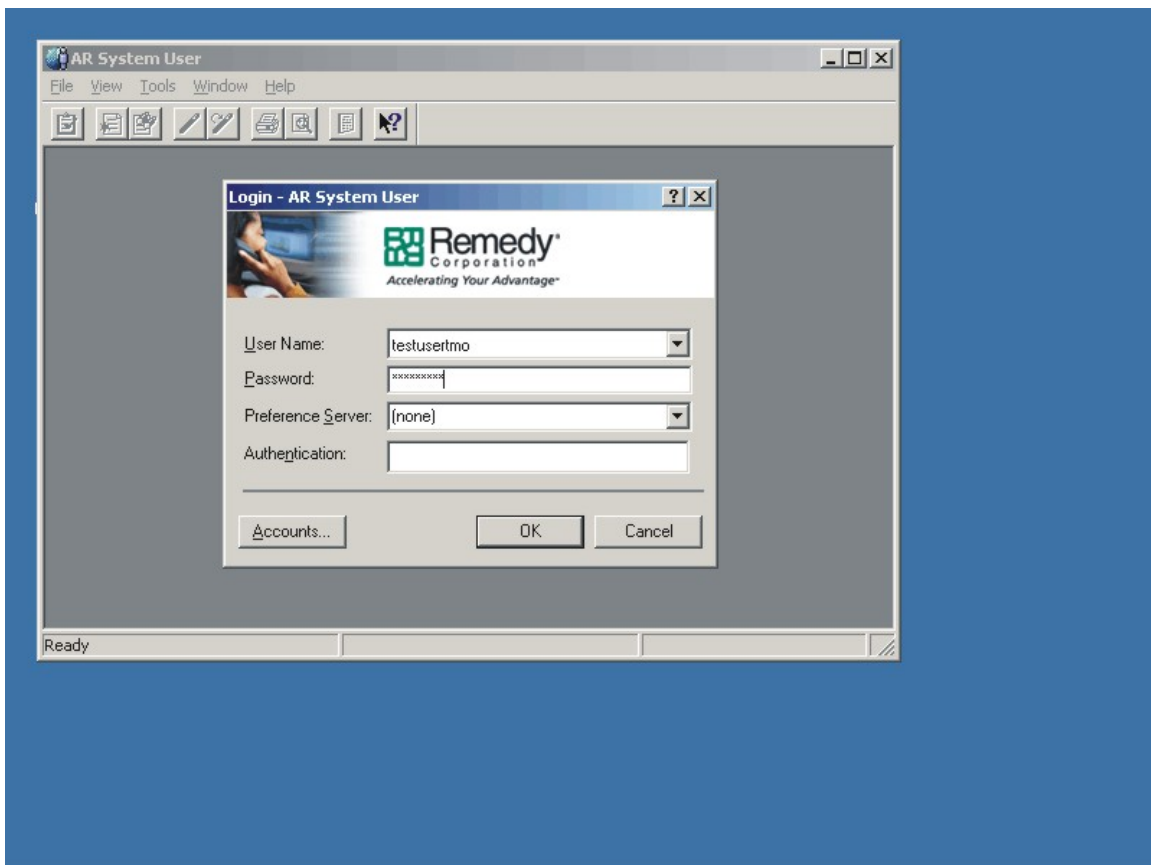 AR System User
File View Tools Window Help
Login - AR System User
Remedy
Corporation
Accelerating Your Advantage
User Name: testusertmo
Password: *********
Preference Server: (none)
Authentication:
Accounts... OK Cancel
Ready